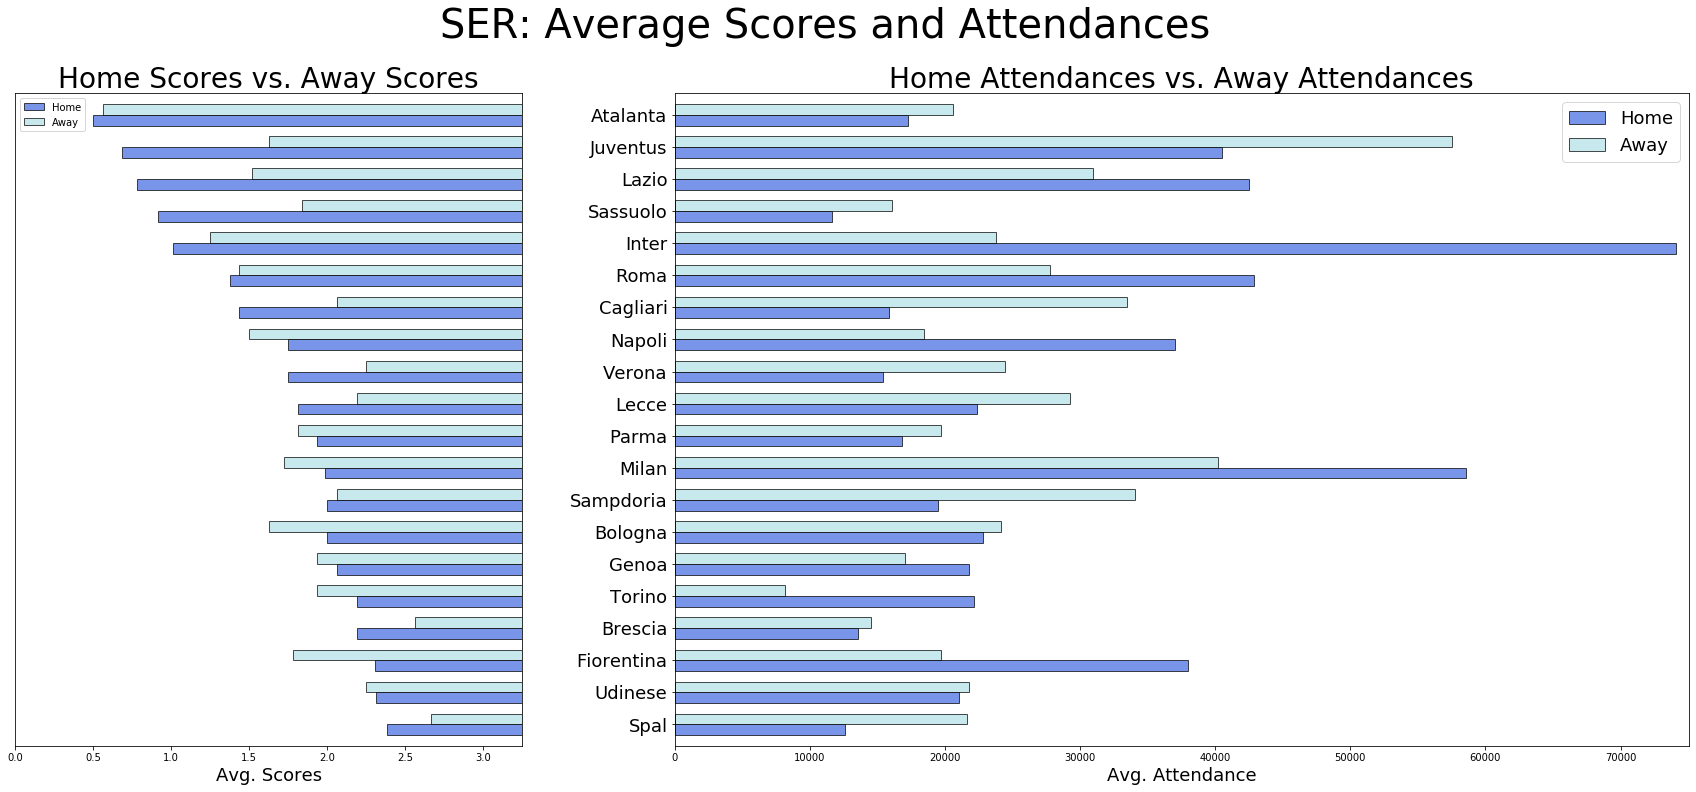 SER: Average Scores and Attendances
Home Scores vs. Away Scores
Home
Away
0.0 0.5 1.0 1.5 2.0 2.5 3.0
Avg. Scores
Home Attendances vs. Away Attendances
Home
Away
Atalanta
Juventus
Lazio
Sassuolo
Inter
Roma
Cagliari
Napoli
Verona
Lecce
Parma
Milan
Sampdoria
Bologna
Genoa
Torino
Brescia
Fiorentina
Udinese
Spal
0 10000 20000 30000 40000 50000 60000 70000
Avg. Attendance